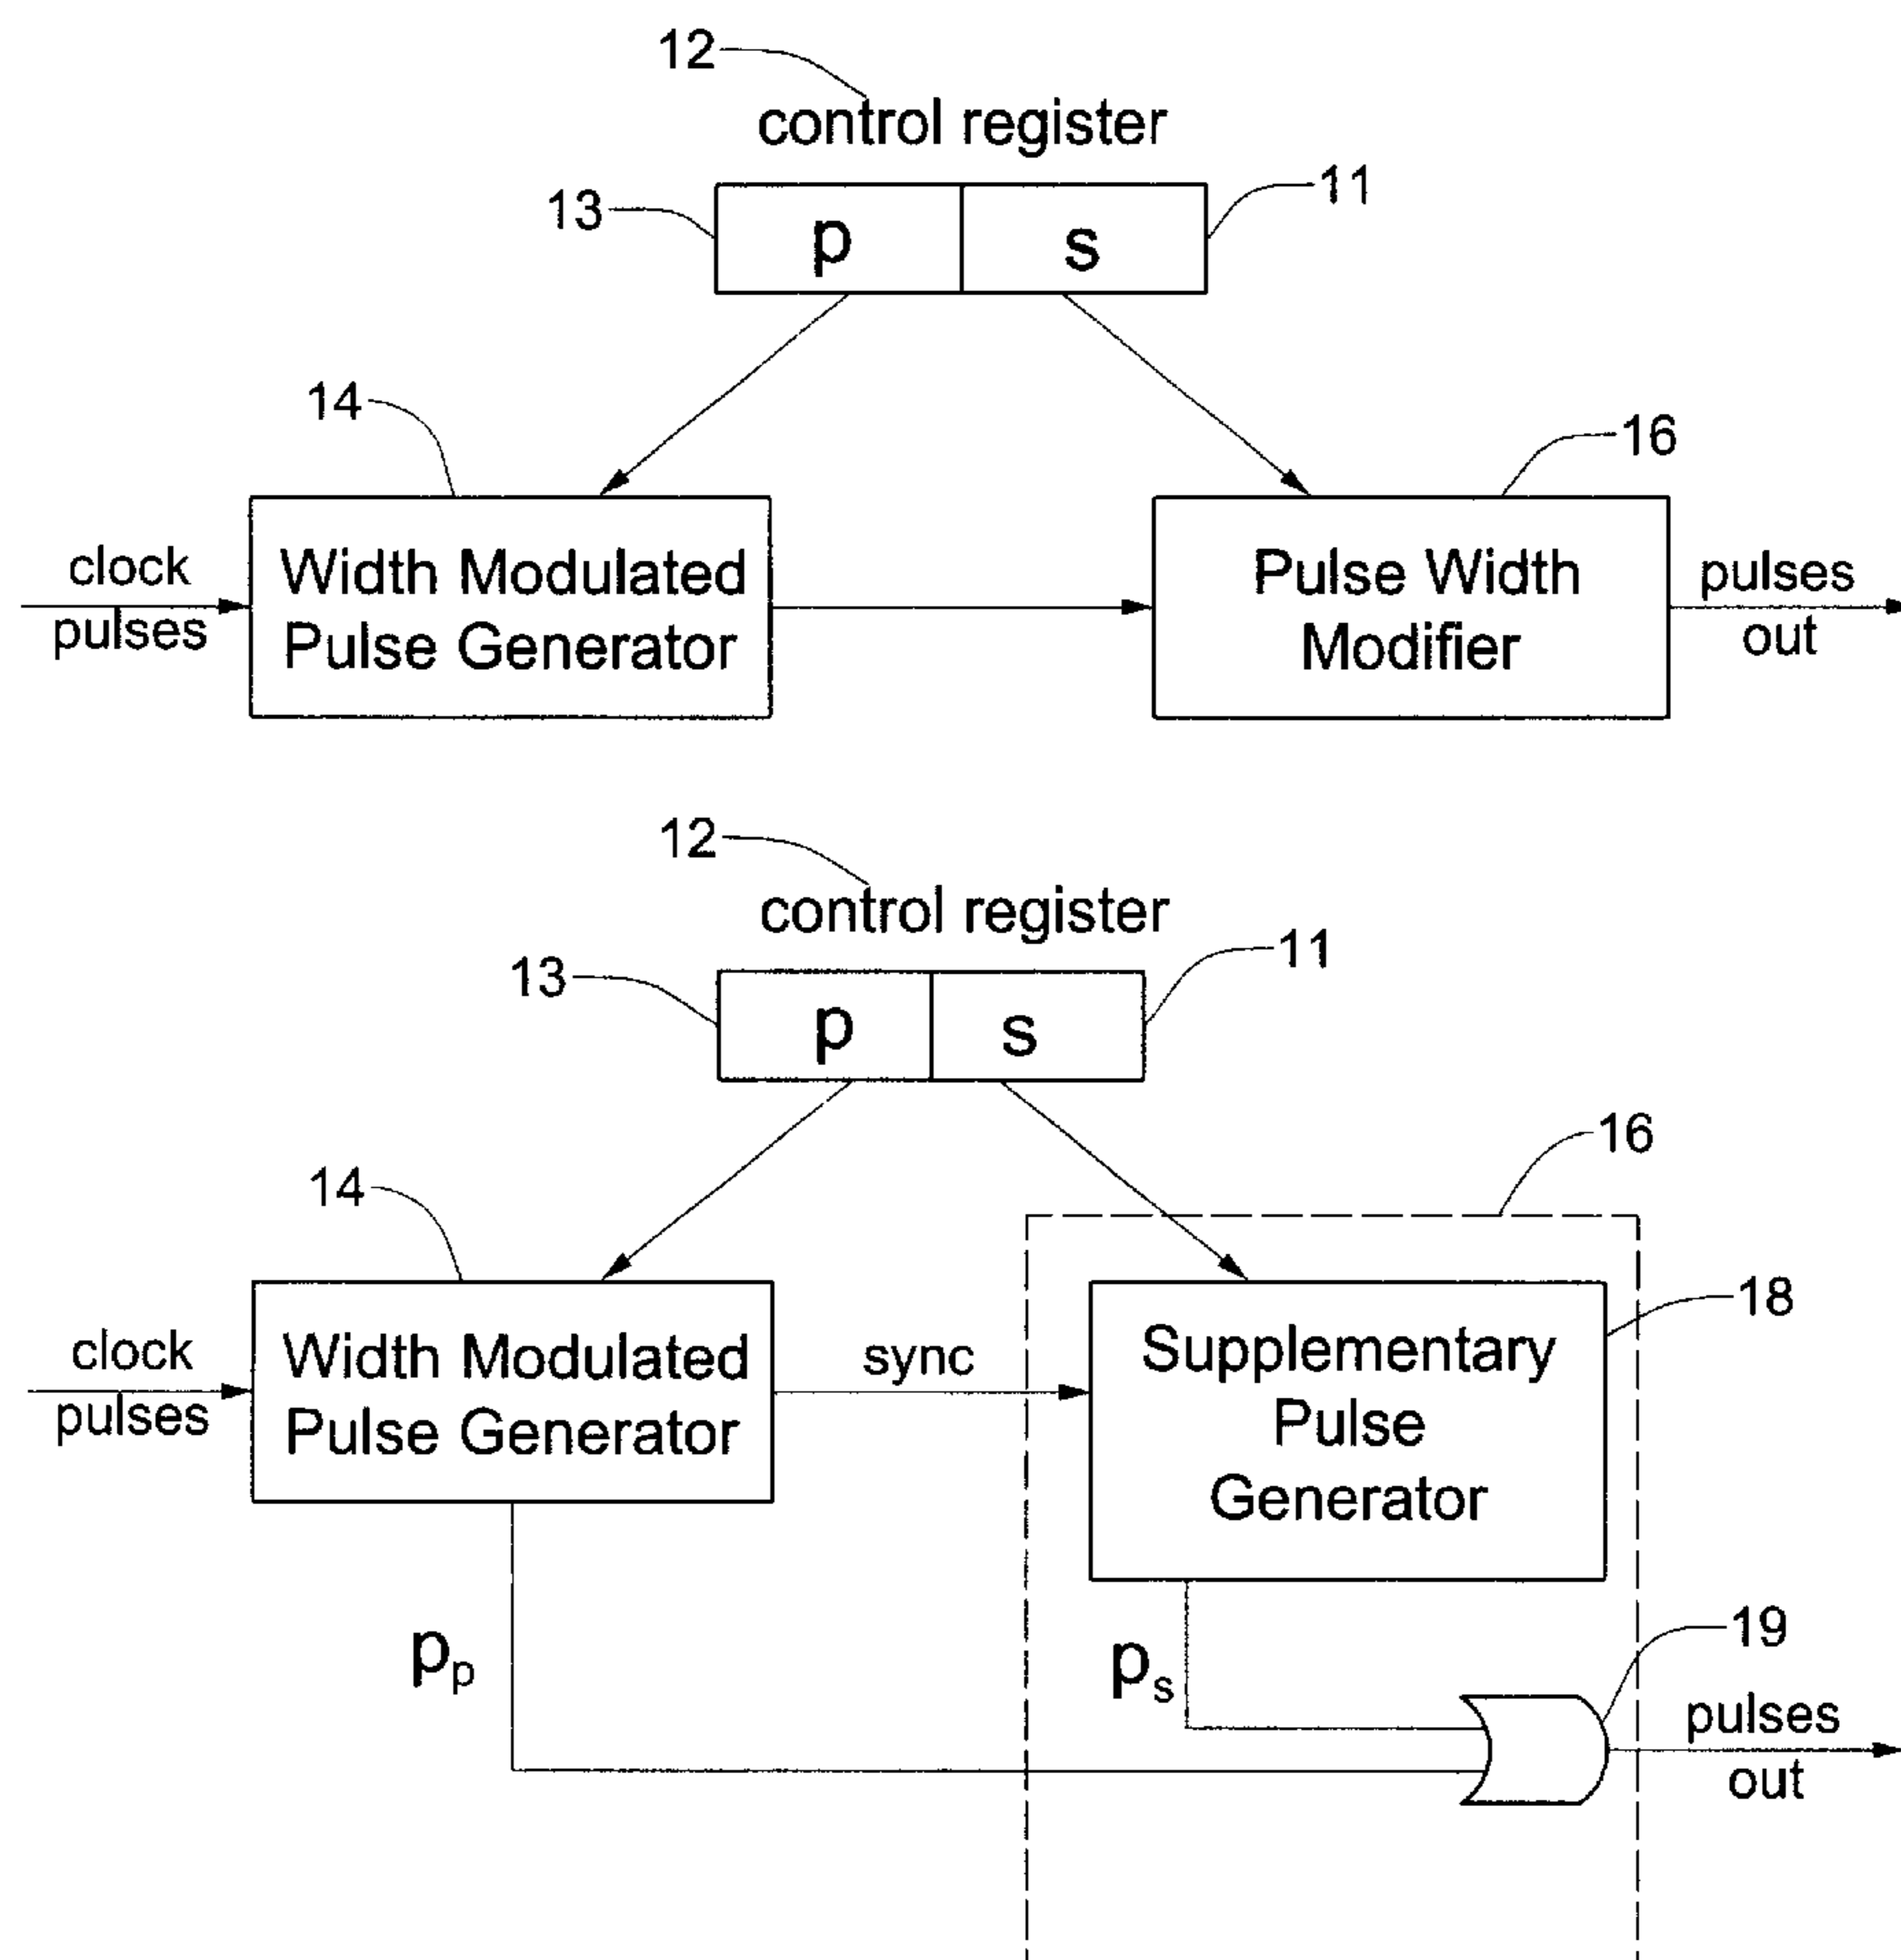 12
control register
13
11
p
s
14
16
clock
pulses
Width Modulated
Pulse Generator
Pulse Width
Modifier
pulses
out
12
control register
13
11
p
s
16
14
18
clock
pulses
Width Modulated
Pulse Generator
sync
Supplementary
Pulse
Generator
pp
ps
19
pulses
out